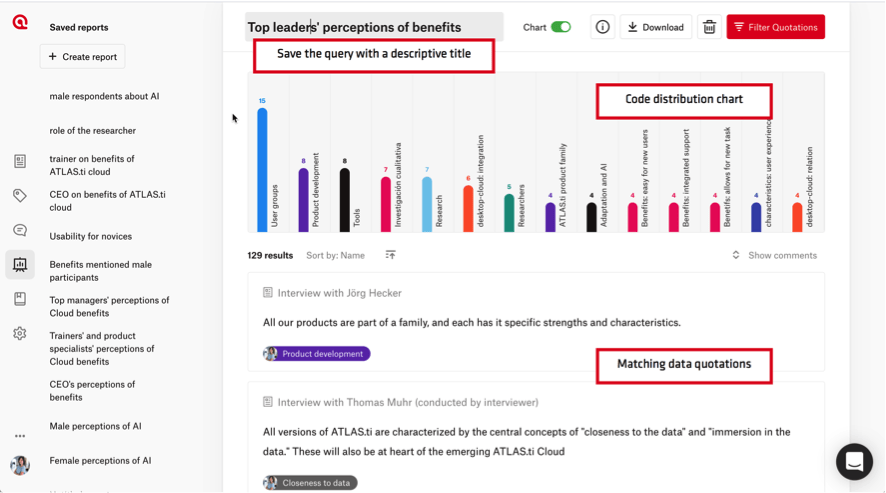 Saved reports
+ Create report
male respondents about AI
role of the researcher
trainer on benefits of
ATLAS.ti cloud
CEO on benefits of ATLAS.ti
cloud
Usability for novices
Benefits mentioned male
participants
Top managers' perceptions of
Cloud benefits
Trainers' and product
specialists' perceptions of
Cloud benefits
CEO's perceptions of
benefits
Male perceptions of AI
Female perceptions of AI
Top leaders' perceptions of benefits
Chart
Download
Filter Quotations
Save the query with a descriptive title
Code distribution chart
15
User groups
8
Product development
8
Tools
7
Investigación cualitativa
7
Research
6
desktop-cloud: integration
5
Researchers
4
ATLAS.ti product family
4
Adaptation and AI
4
Benefits: easy for new users
4
Benefits: integrated support
4
Benefits: allows for new task
4
characteristics: user experience
4
desktop-cloud: relation
129 results
Sort by: Name
Show comments
Interview with Jörg Hecker
All our products are part of a family, and each has it specific strengths and characteristics.
Product development
Matching data quotations
Interview with Thomas Muhr (conducted by interviewer)
All versions of ATLAS.ti are characterized by the central concepts of "closeness to the data" and "immersion in the
data." These will also be at heart of the emerging ATLAS.ti Cloud
Closeness to data